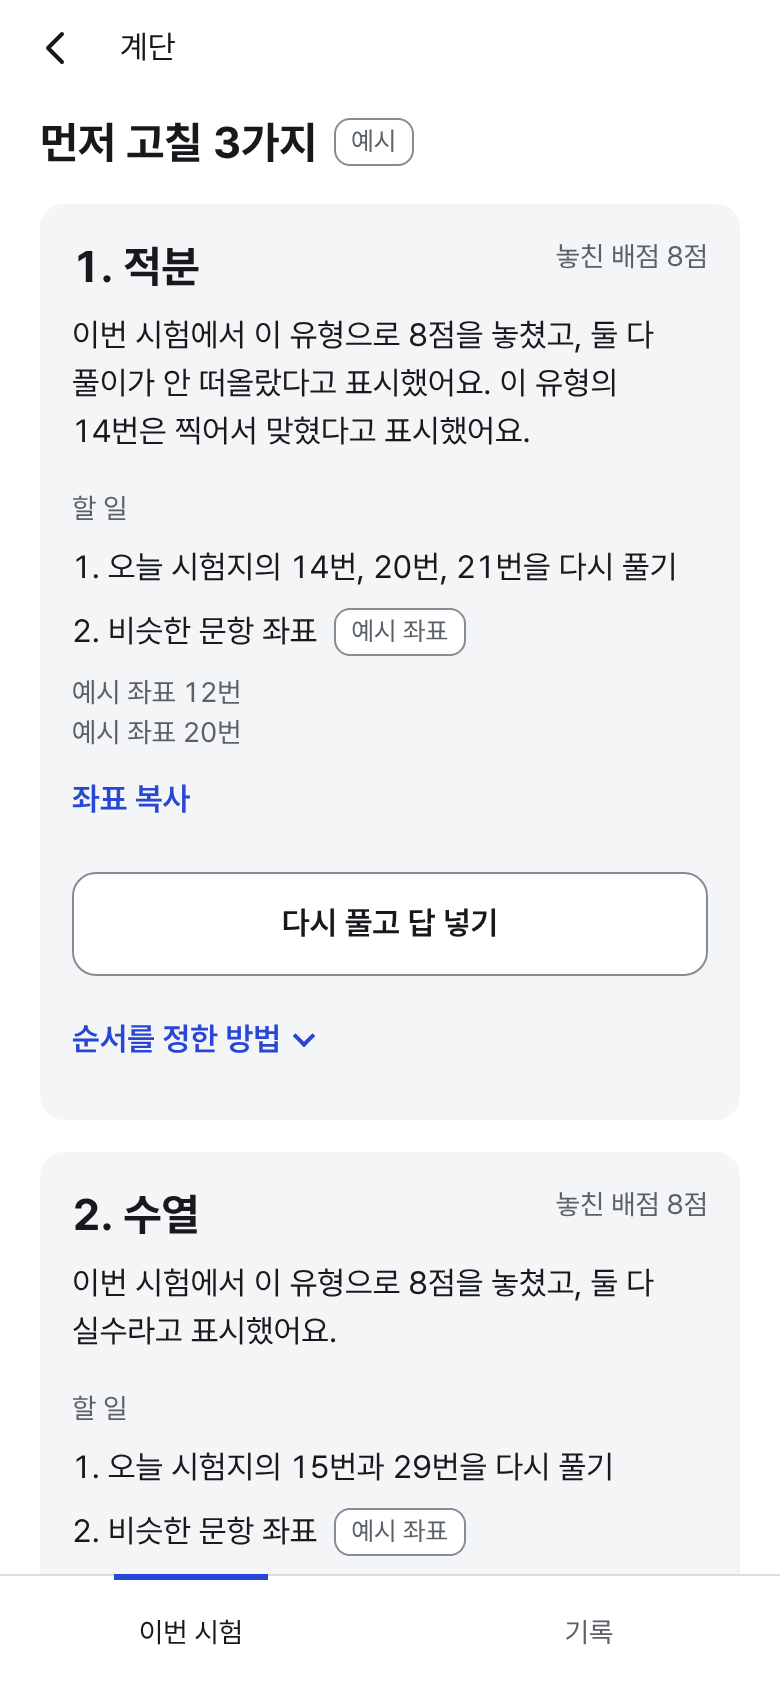 계단
먼저 고칠 3가지 예시
1. 적분 놓친 배점 8점
이번 시험에서 이 유형으로 8점을 놓쳤고, 둘 다
풀이가 안 떠올랐다고 표시했어요. 이 유형의
14번은 찍어서 맞혔다고 표시했어요.
할 일
1. 오늘 시험지의 14번, 20번, 21번을 다시 풀기
2. 비슷한 문항 좌표 예시 좌표
예시 좌표 12번
예시 좌표 20번
좌표 복사
다시 풀고 답 넣기
순서를 정한 방법
2. 수열 놓친 배점 8점
이번 시험에서 이 유형으로 8점을 놓쳤고, 둘 다
실수라고 표시했어요.
할 일
1. 오늘 시험지의 15번과 29번을 다시 풀기
2. 비슷한 문항 좌표 예시 좌표
이번 시험 기록